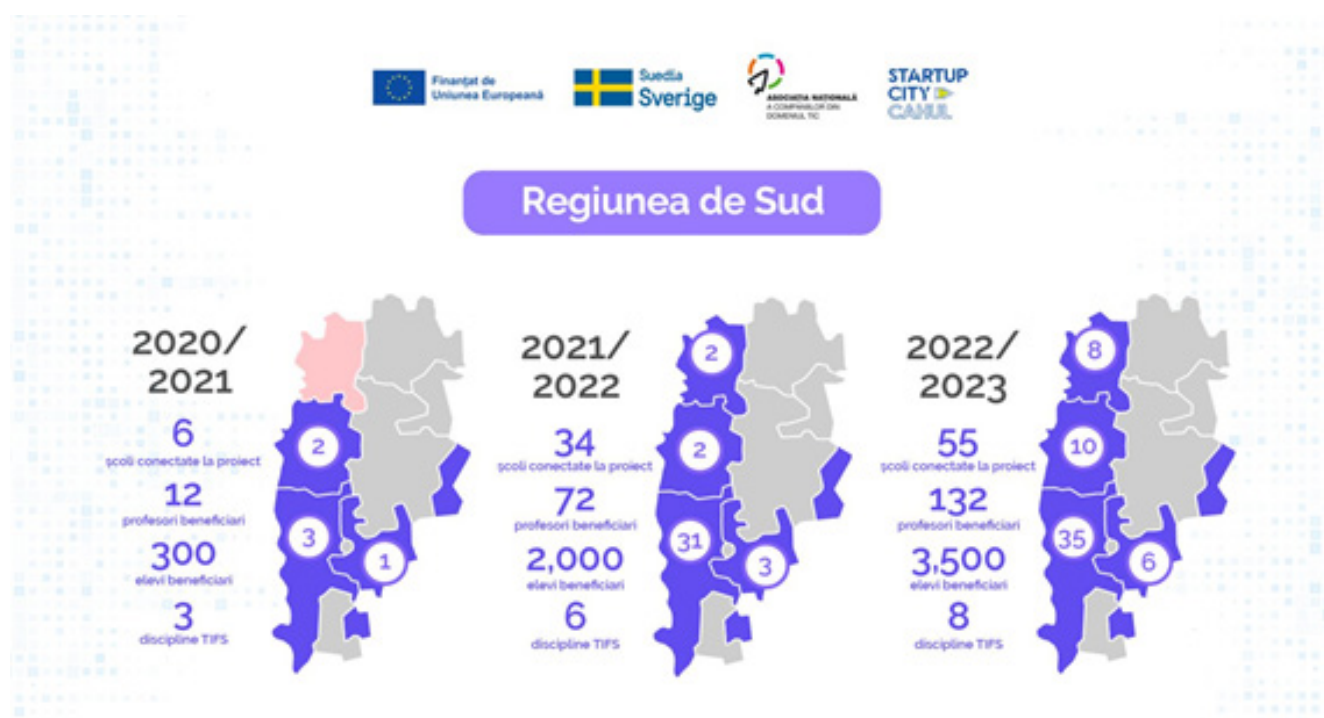 Finanțat de
Uniunea Europeană
Suedia
Sverige
ASOCIAȚIA NAȚIONALĂ
A COMPANIILOR DIN
DOMENIUL TIC
STARTUP
CITY
CAHUL
Regiunea de Sud
2020/
2021
6
școli conectate la proiect
12
profesori beneficiari
300
elevi beneficiari
3
discipline TIFS
2
3
1
2021/
2022
34
școli conectate la proiect
72
profesori beneficiari
2,000
elevi beneficiari
6
discipline TIFS
2
2
31
3
2022/
2023
55
școli conectate la proiect
132
profesori beneficiari
3,500
elevi beneficiari
8
discipline TIFS
8
10
35
6